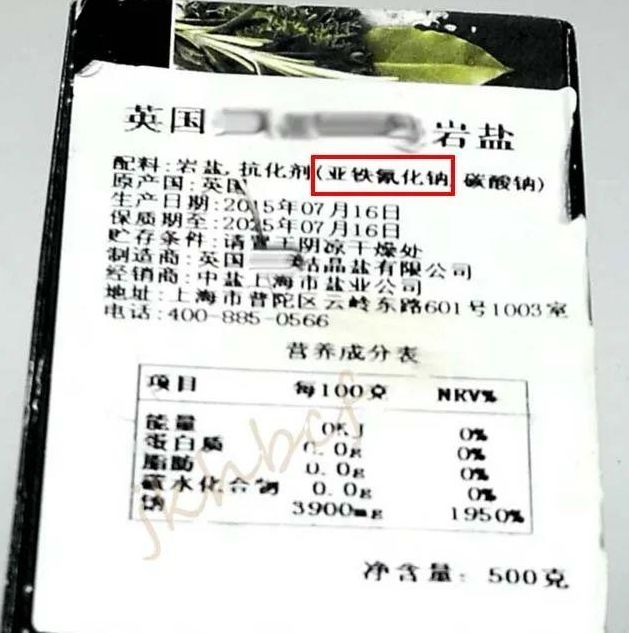 英国 岩盐
配料:岩盐,抗化剂(亚铁氰化钠 碳酸钠)
原产国:英国
生产日期:2015年07月16日
保质期至:2025年07月16日
贮存条件:请置于阴凉干燥处
制造商:英国 结晶盐有限公司
经销商:中盐上海市盐业公司
地址:上海市普陀区云岭东路601号1003室
电话:400-885-0566
营养成分表
项目 每100克 NRV%
能量 0KJ 0%
蛋白质 0.0g 0%
脂肪 0.0g 0%
碳水化合物 0.0g 0%
钠 3900mg 1950%
净含量: 500克
jkhbcf